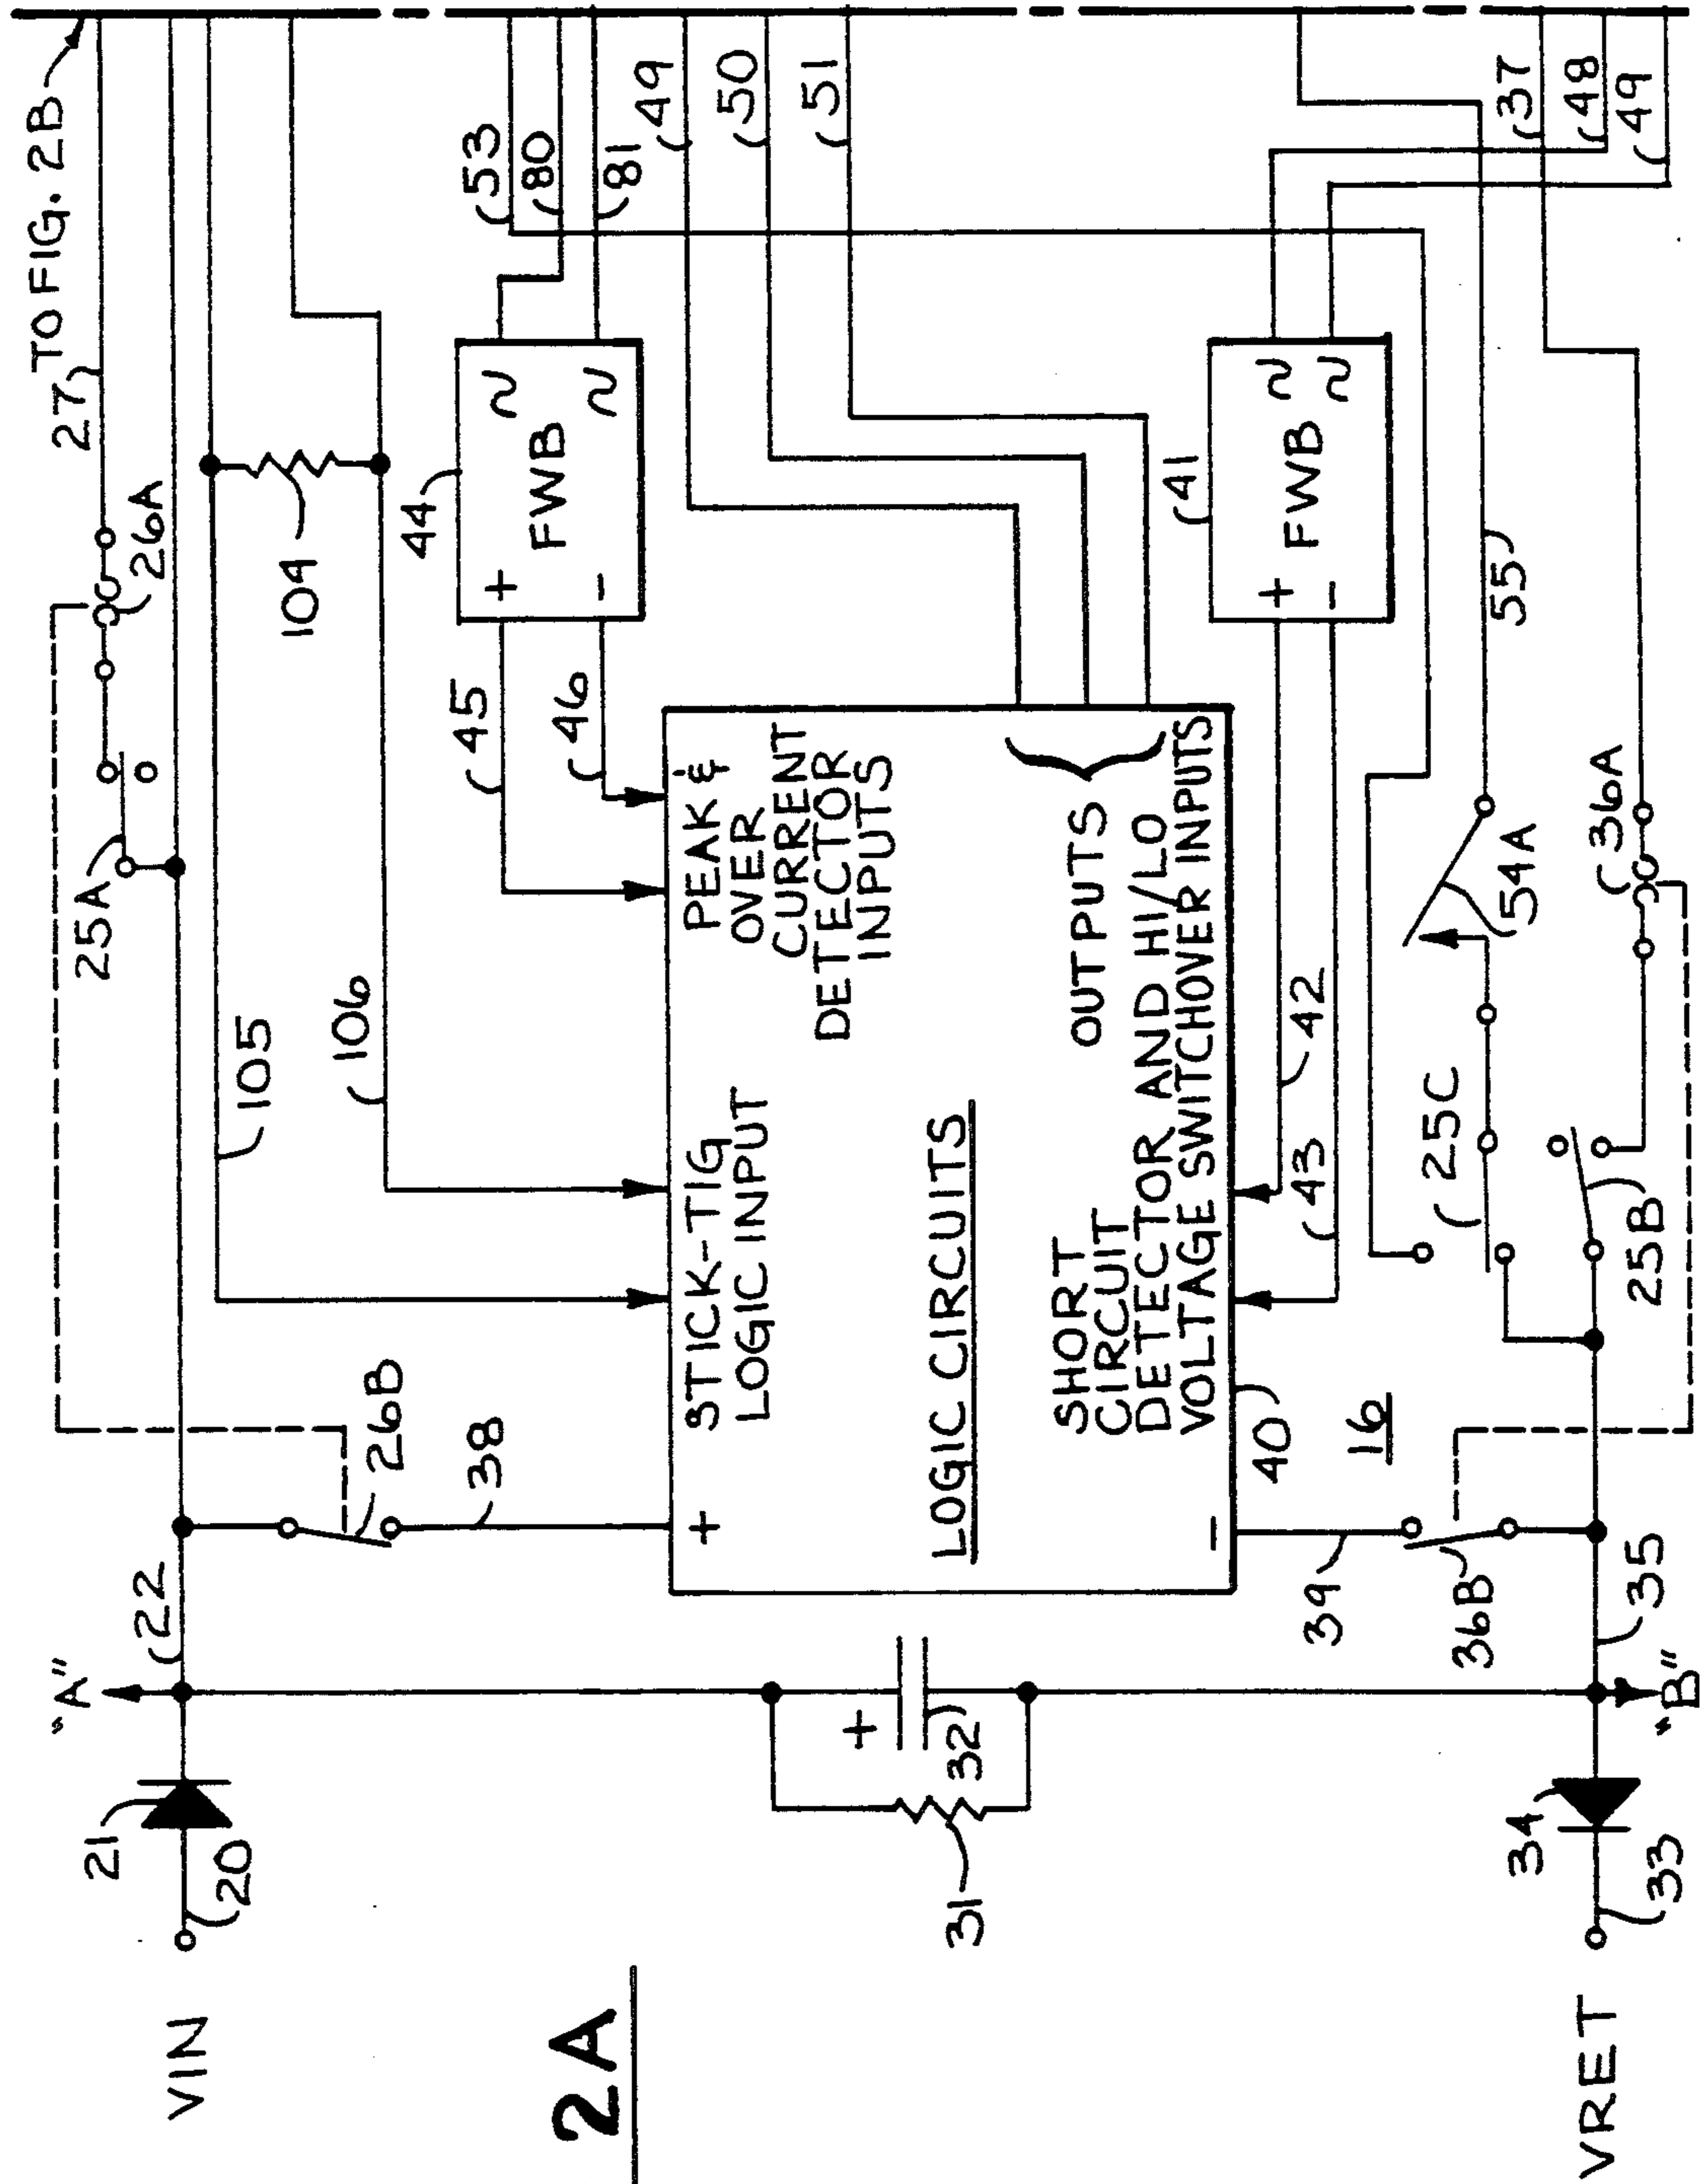 TO FIG. 2B
27
26A
25A
104
105
106
53
80
81
49
50
51
44
FWB
+
-
~
~
45
46
41
FWB
+
-
~
~
37
48
49
55
54A
36A
42
43
25C
25B
"A"
22
26B
38
STICK-TIG
LOGIC INPUT
PEAK &
OVER
CURRENT
DETECTOR
INPUTS
OUTPUTS
LOGIC CIRCUITS
SHORT
CIRCUIT
DETECTOR AND HI/LO
VOLTAGE SWITCHOVER INPUTS
+
-
40
16
39
36B
35
"B"
21
20
VIN
+
32
31
34
33
VRET
2A